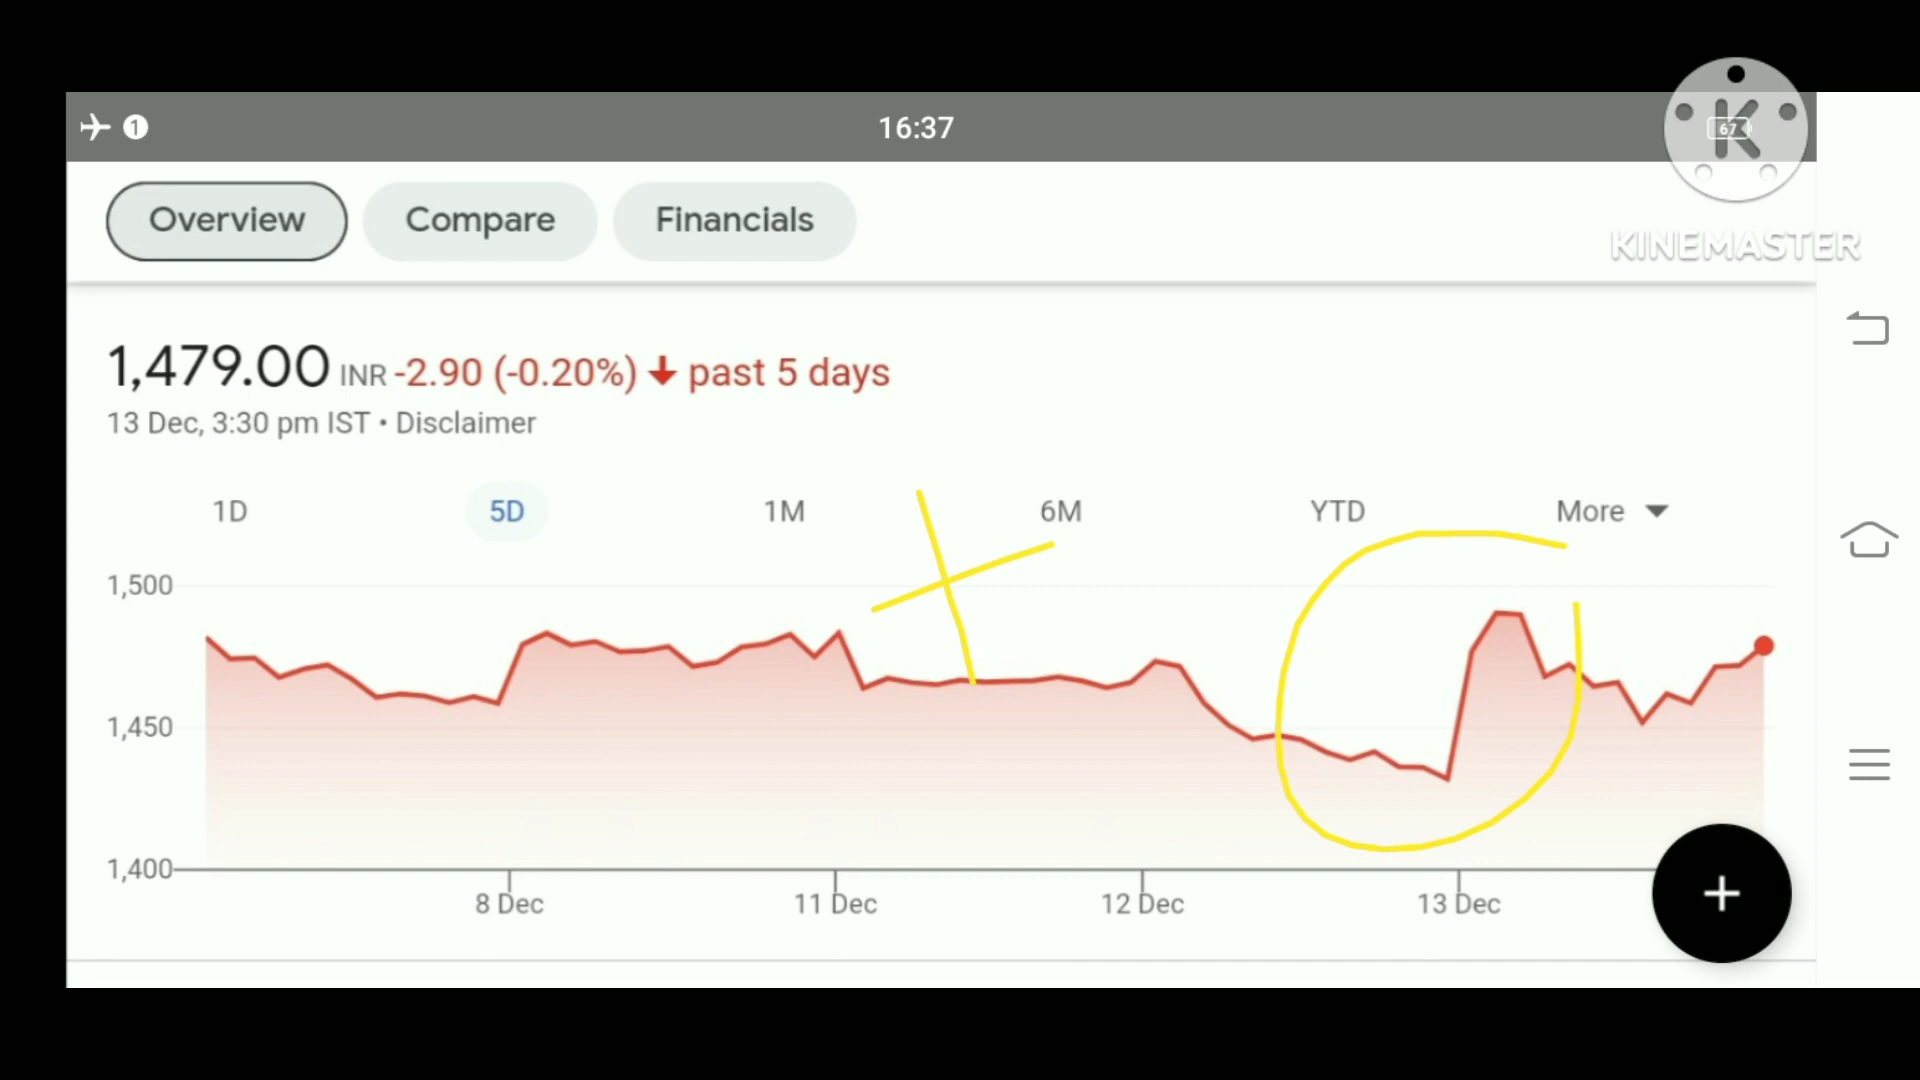 16:37
67
K
KINEMASTER
Overview Compare Financials
1,479.00 INR -2.90 (-0.20%) ↓ past 5 days
13 Dec, 3:30 pm IST • Disclaimer
1D 5D 1M 6M YTD More
1,500
1,450
1,400
8 Dec 11 Dec 12 Dec 13 Dec
+